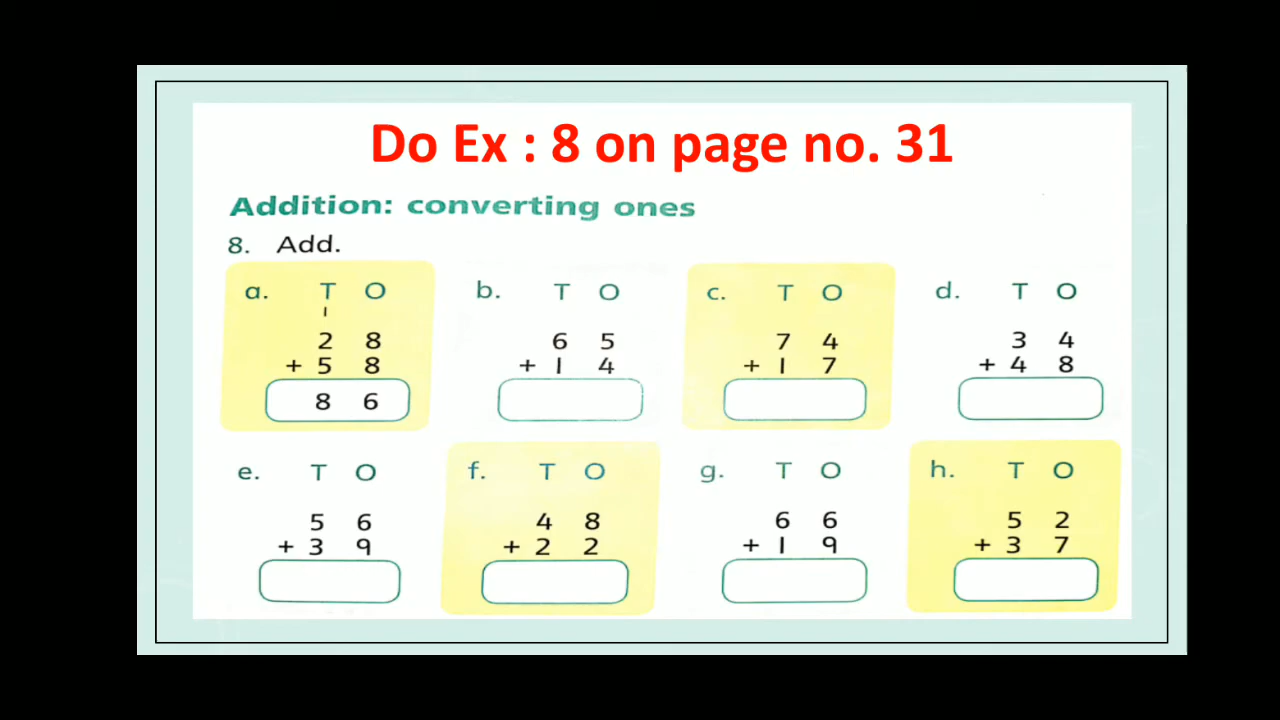 Do Ex : 8 on page no. 31
Addition: converting ones
8. Add.
a. T O b. T O c. T O d. T O
1
2 8 6 5 7 4 3 4
+ 5 8 + 1 4 + 1 7 + 4 8
8 6
e. T O f. T O g. T O h. T O
5 6 4 8 6 6 5 2
+ 3 9 + 2 2 + 1 9 + 3 7